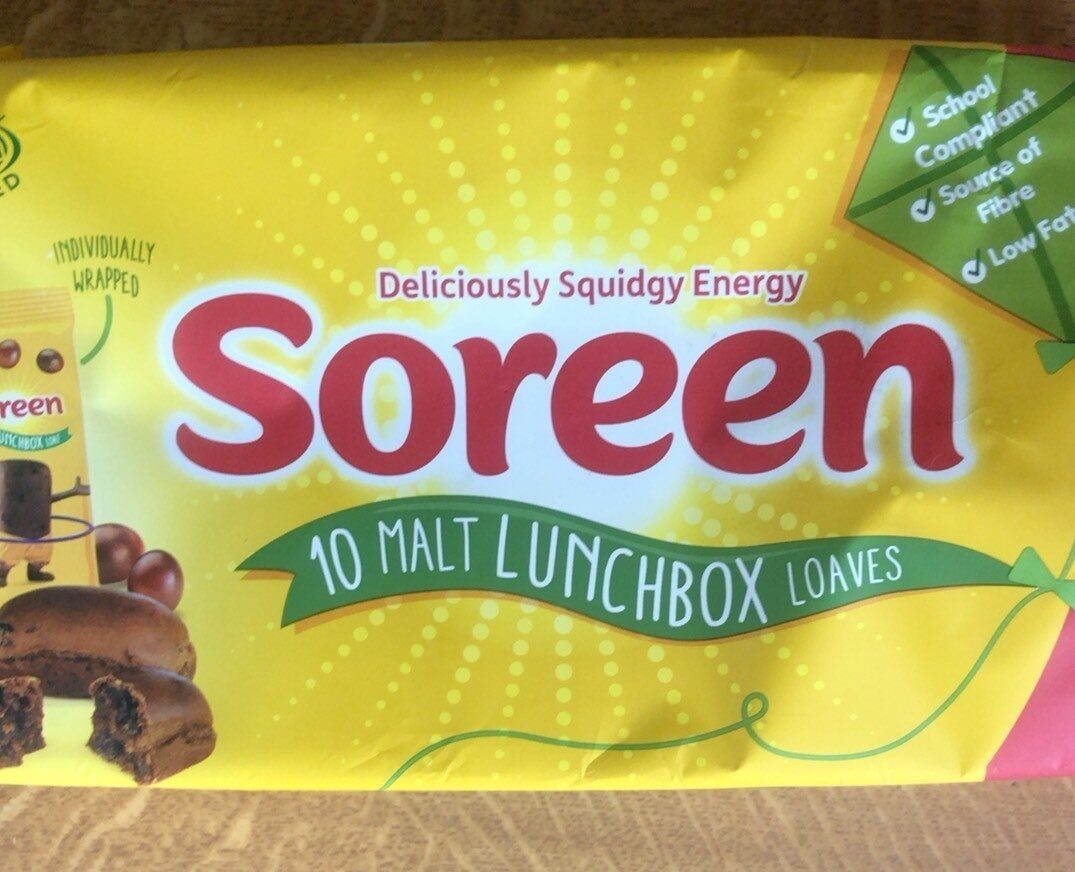 School
Compliant
Source of
Fibre
Low Fat
INDIVIDUALLY
WRAPPED
Deliciously Squidgy Energy
Soreen
reen
10 MALT LUNCHBOX LOAVES